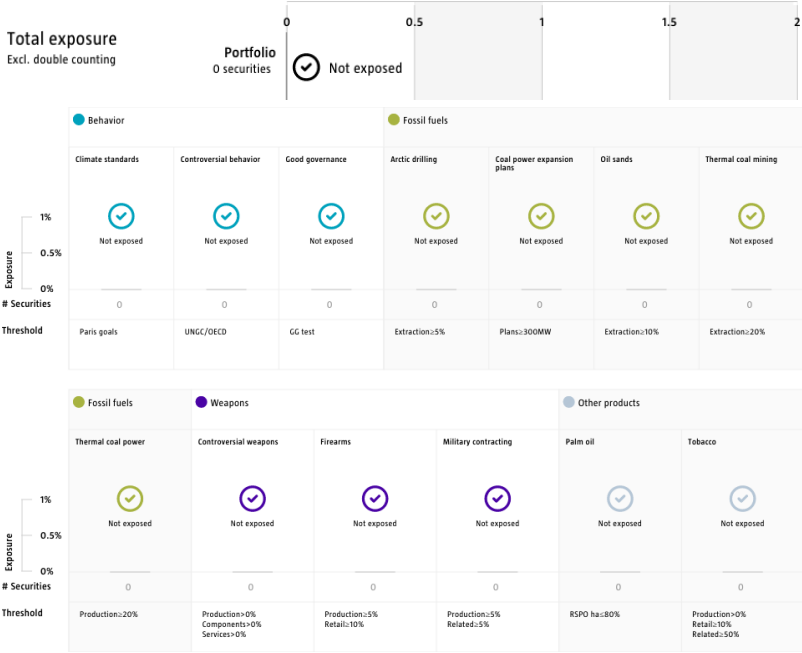 0 0.5 1 1.5 2
Total exposure
Excl. double counting
Portfolio
0 securities
Not exposed
Behavior
Fossil fuels
Climate standards
Controversial behavior
Good governance
Arctic drilling
Coal power expansion
plans
Oil sands
Thermal coal mining
Exposure
1%
0.5%
0%
Not exposed Not exposed Not exposed Not exposed Not exposed Not exposed Not exposed
# Securities 0 0 0 0 0 0 0
Threshold Paris goals UNGC/OECD GG test Extraction≥5% Plans≥300MW Extraction≥10% Extraction≥20%
Fossil fuels
Weapons
Other products
Thermal coal power
Controversial weapons
Firearms
Military contracting
Palm oil
Tobacco
Exposure
1%
0.5%
0%
Not exposed Not exposed Not exposed Not exposed Not exposed Not exposed
# Securities 0 0 0 0 0 0
Threshold
Production≥20%
Production>0%
Components>0%
Services>0%
Production≥5%
Retail≥10%
Production≥5%
Related≥5%
RSPO ha≤80%
Production>0%
Retail≥10%
Related≥50%